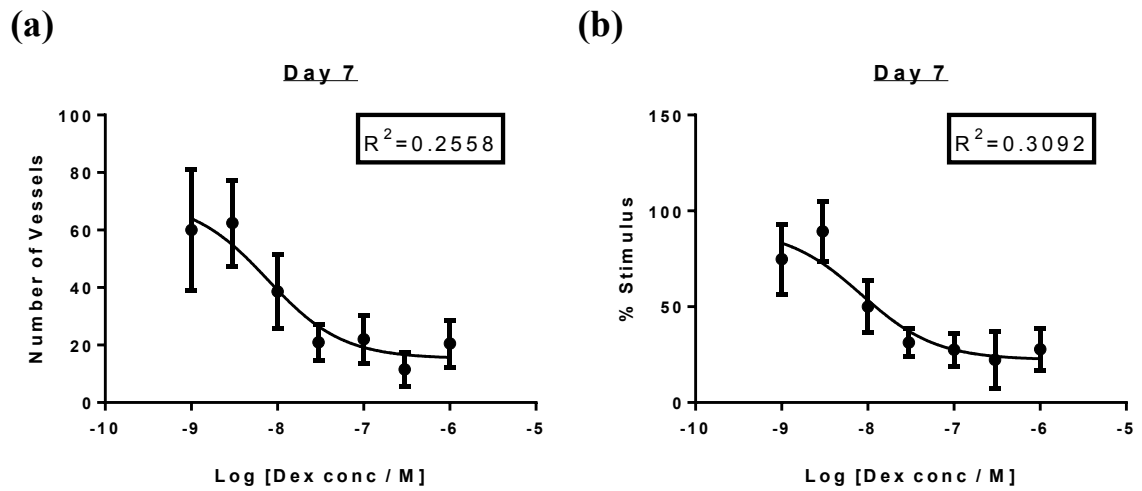 (a)
Day 7
R²=0.2558
Number of Vessels
100
80
60
40
20
0
-10 -9 -8 -7 -6 -5
Log [Dex conc / M]
(b)
Day 7
R²=0.3092
% Stimulus
150
100
50
0
-10 -9 -8 -7 -6 -5
Log [Dex conc / M]